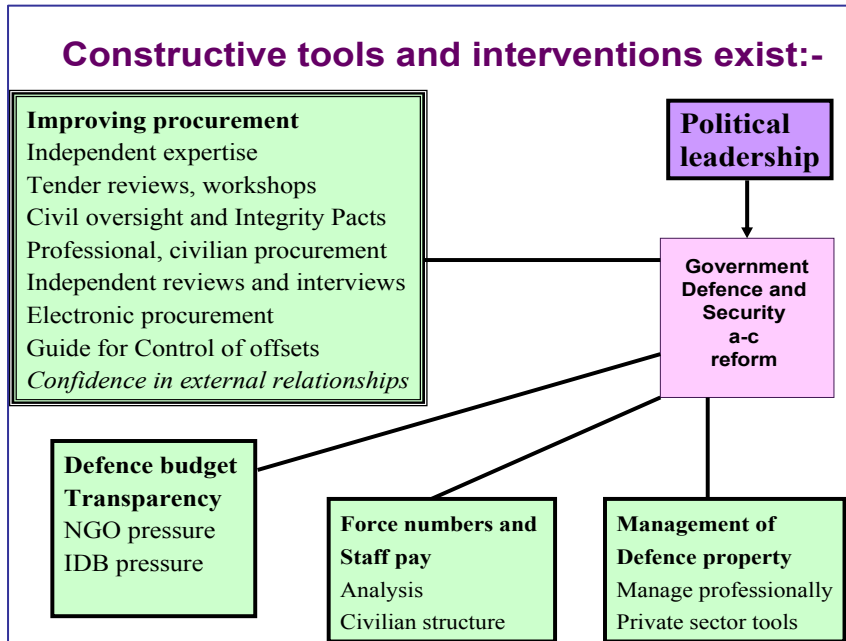 Constructive tools and interventions exist:-
Improving procurement
Independent expertise
Tender reviews, workshops
Civil oversight and Integrity Pacts
Professional, civilian procurement
Independent reviews and interviews
Electronic procurement
Guide for Control of offsets
Confidence in external relationships
Political
leadership
Government
Defence and
Security
a-c
reform
Defence budget
Transparency
NGO pressure
IDB pressure
Force numbers and
Staff pay
Analysis
Civilian structure
Management of
Defence property
Manage professionally
Private sector tools